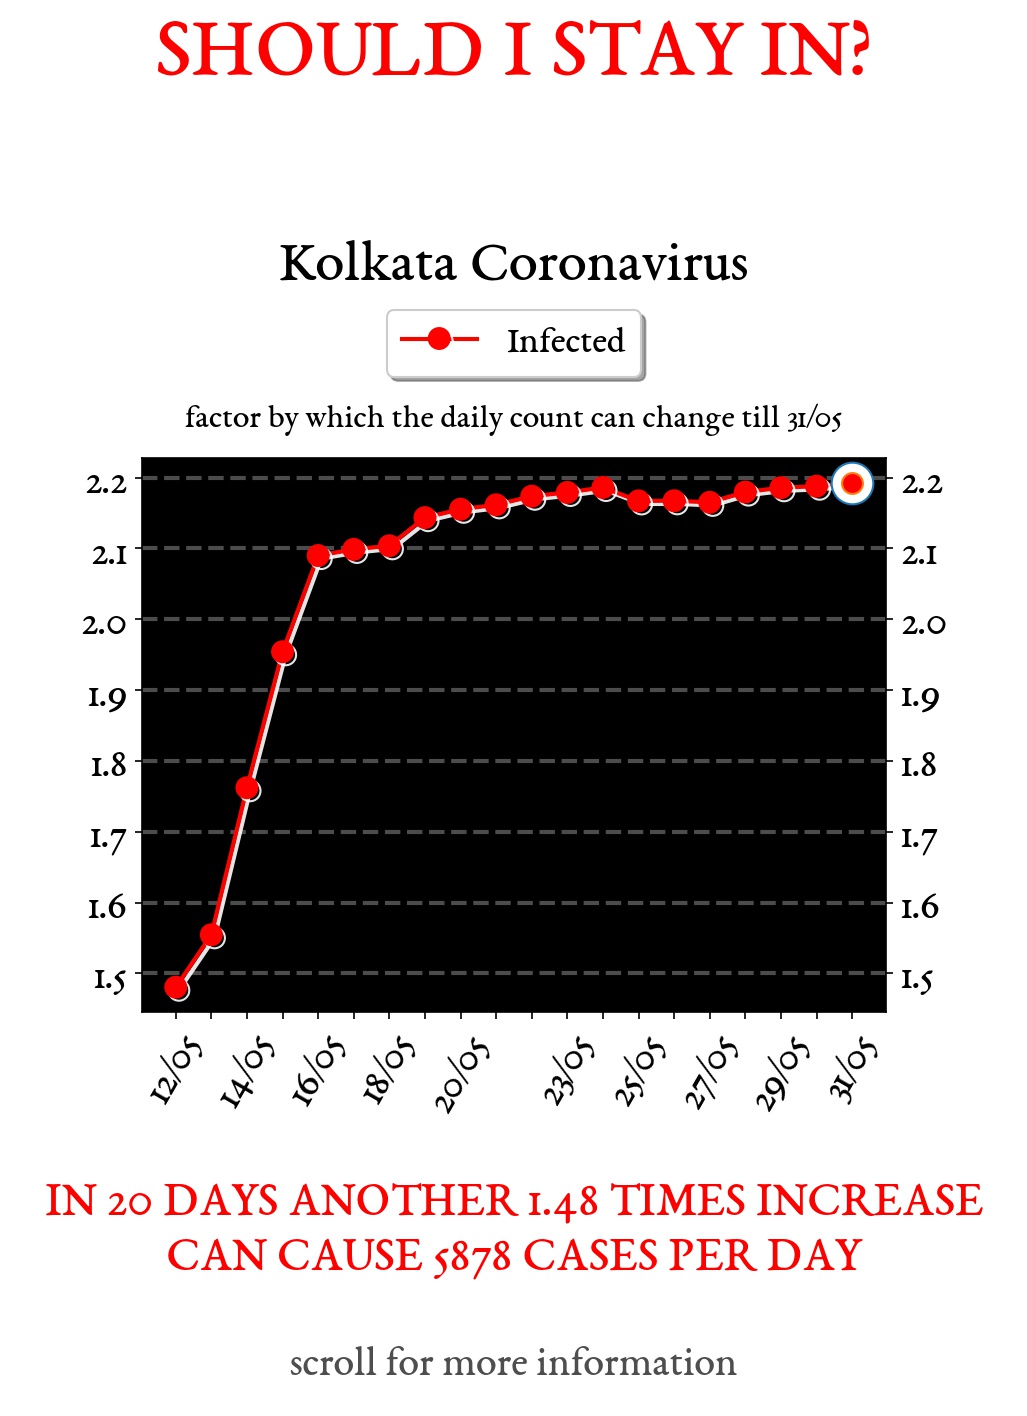 SHOULD I STAY IN?
Kolkata Coronavirus
Infected
factor by which the daily count can change till 31/05
2.2 2.2
2.1 2.1
2.0 2.0
1.9 1.9
1.8 1.8
1.7 1.7
1.6 1.6
1.5 1.5
12/05 14/05 16/05 18/05 20/05 23/05 25/05 27/05 29/05 31/05
IN 20 DAYS ANOTHER 1.48 TIMES INCREASE
CAN CAUSE 5878 CASES PER DAY
scroll for more information